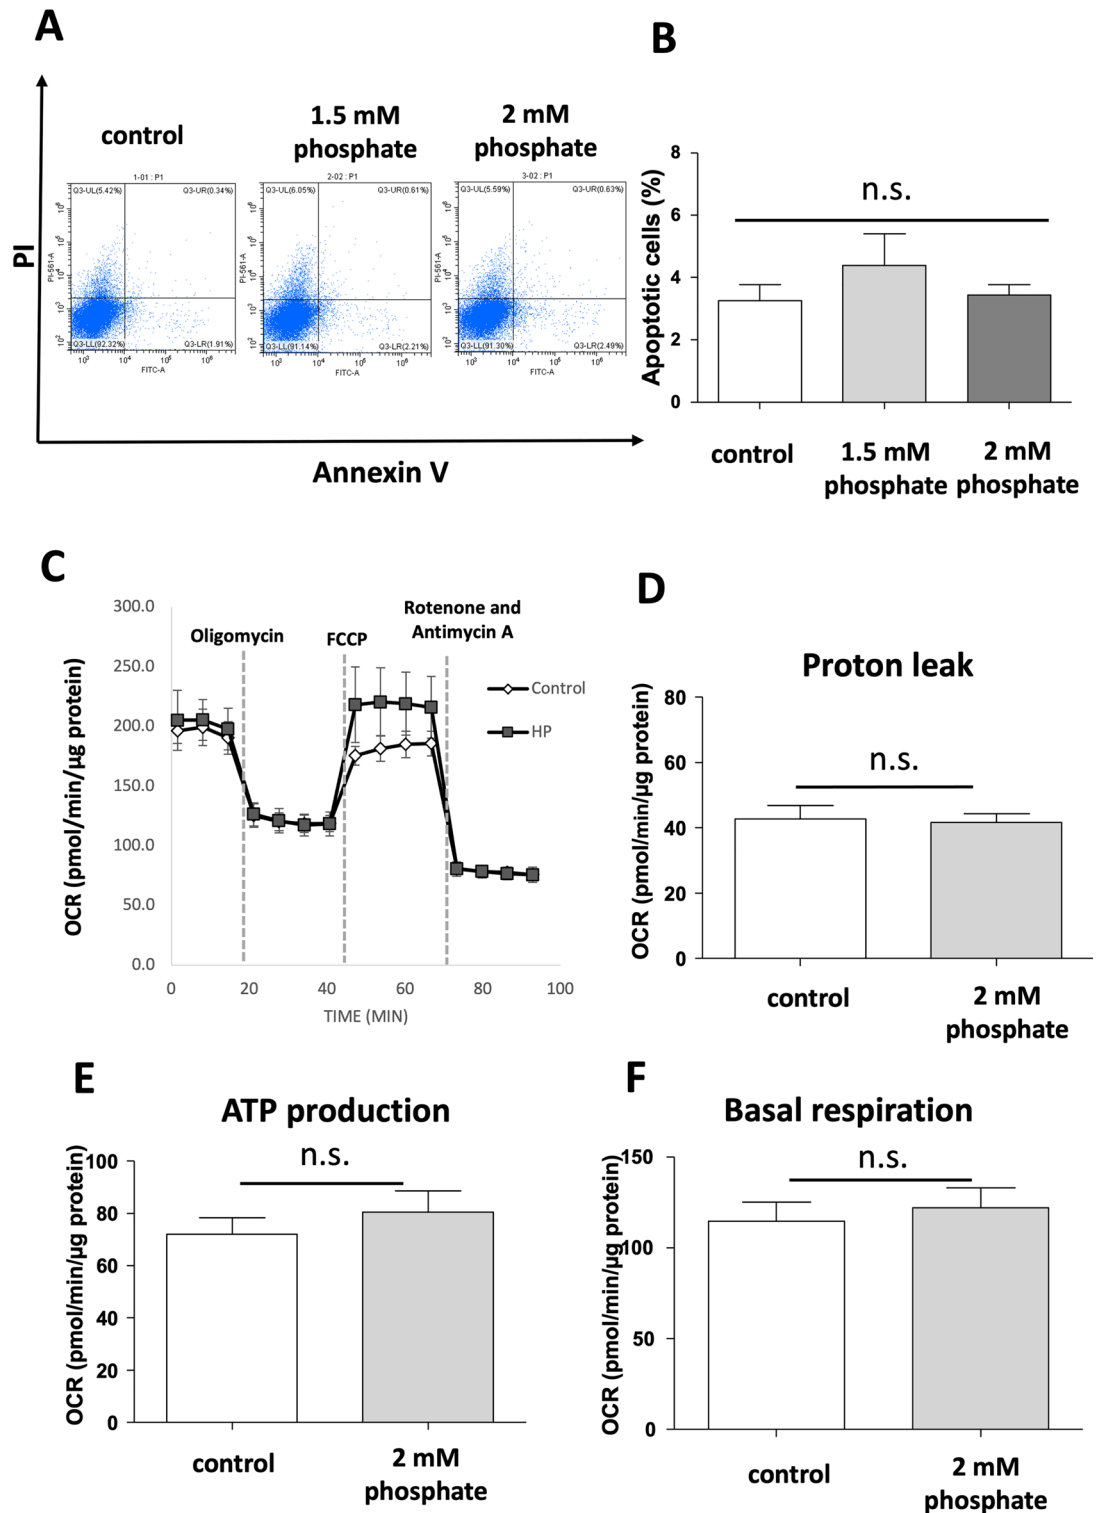 A
control
1.5 mM
phosphate
2 mM
phosphate
1-01 : P1
2-02 : P1
3-02 : P1
Q3-UL(5.42%)
Q3-UR(0.34%)
Q3-UL(6.05%)
Q3-UR(0.61%)
Q3-UL(5.59%)
Q3-UR(0.63%)
PI
PI-561-A
PI-561-A
PI-561-A
Q3-LL(92.32%)
Q3-LR(1.91%)
Q3-LL(91.14%)
Q3-LR(2.21%)
Q3-LL(91.30%)
Q3-LR(2.49%)
FITC-A
FITC-A
FITC-A
Annexin V
B
Apoptotic cells (%)
8
6
4
2
0
n.s.
control
1.5 mM
phosphate
2 mM
phosphate
C
OCR (pmol/min/µg protein)
300.0
250.0
200.0
150.0
100.0
50.0
0.0
Oligomycin
FCCP
Rotenone and
Antimycin A
Control
HP
0 20 40 60 80 100
TIME (MIN)
D
Proton leak
OCR (pmol/min/µg protein)
80
60
40
20
0
n.s.
control
2 mM
phosphate
E
ATP production
OCR (pmol/min/µg protein)
100
80
60
40
20
0
n.s.
control
2 mM
phosphate
F
Basal respiration
OCR (pmol/min/µg protein)
150
100
50
0
n.s.
control
2 mM
phosphate